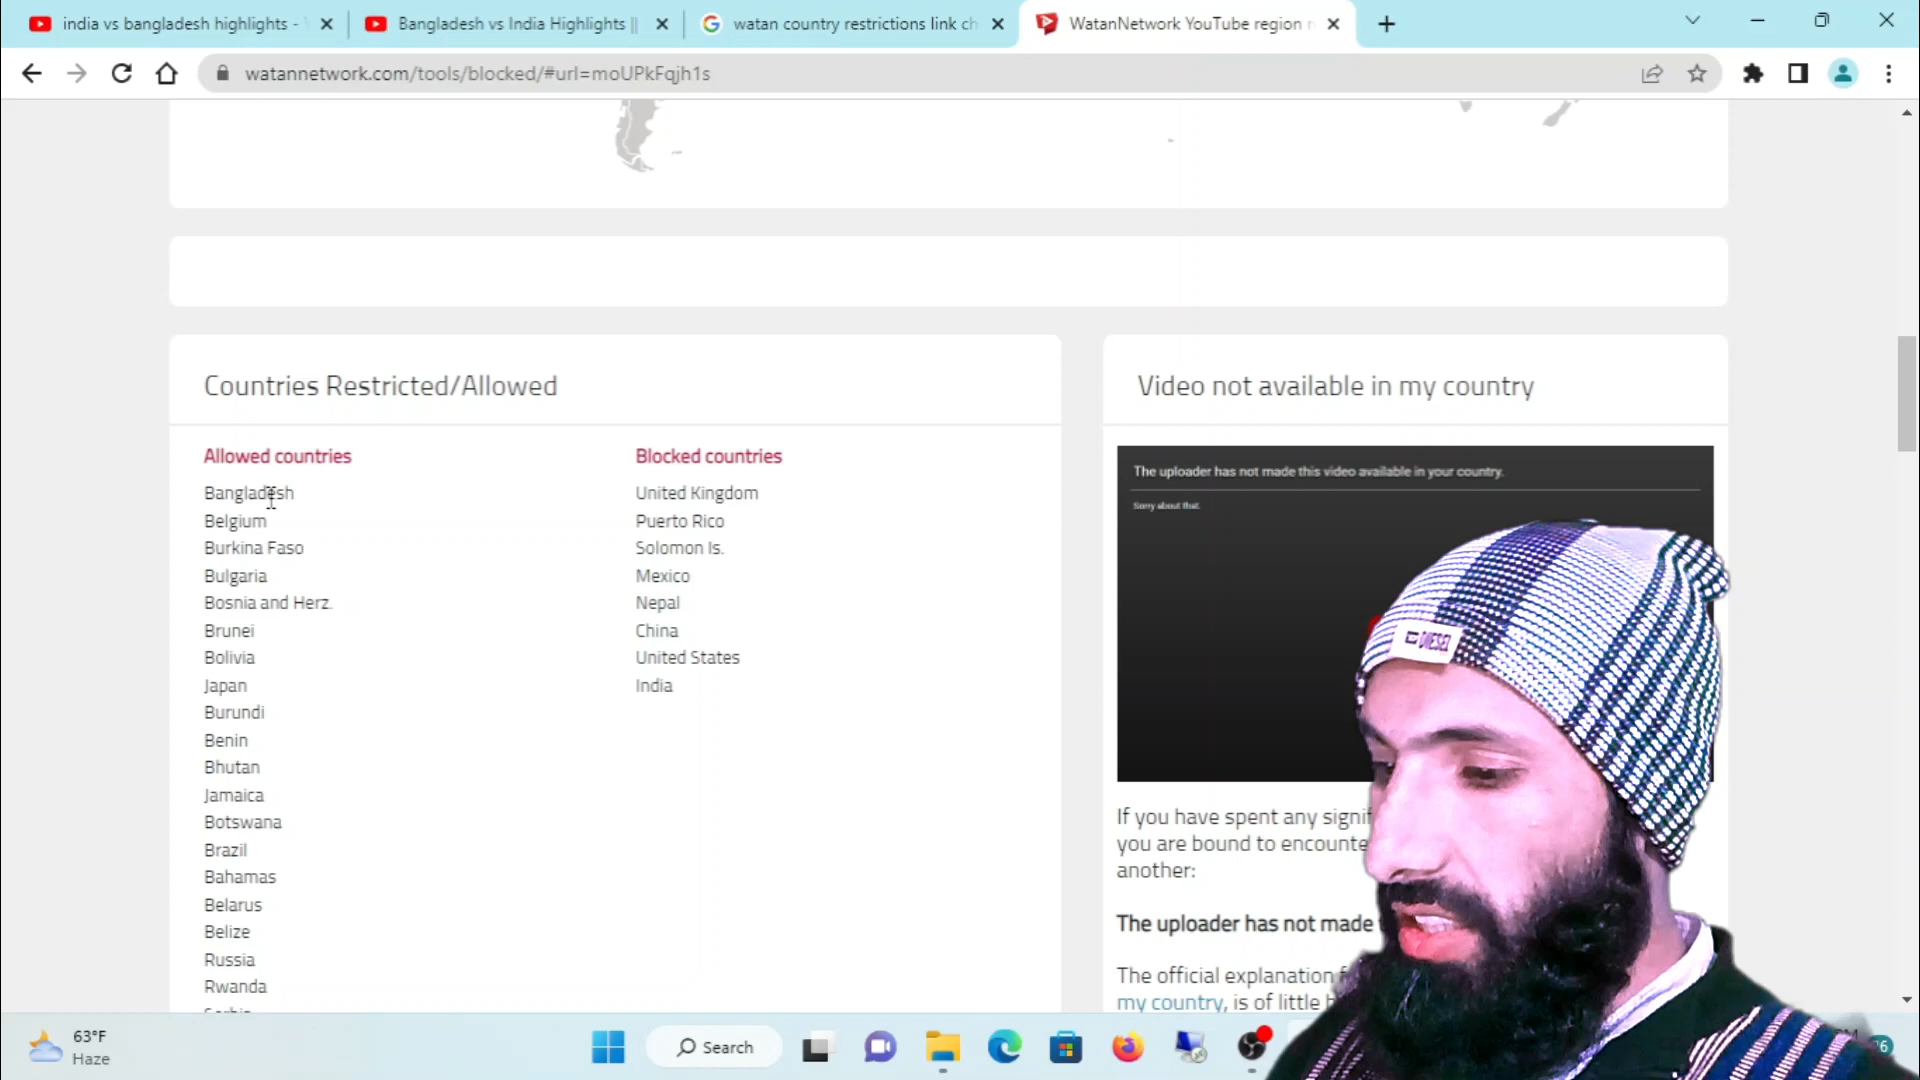 india vs bangladesh highlights -
Bangladesh vs India Highlights ||
watan country restrictions link ch
WatanNetwork YouTube region
watannetwork.com/tools/blocked/#url=moUPkFqjh1s
Countries Restricted/Allowed
Allowed countries
Bangladesh
Belgium
Burkina Faso
Bulgaria
Bosnia and Herz.
Brunei
Bolivia
Japan
Burundi
Benin
Bhutan
Jamaica
Botswana
Brazil
Bahamas
Belarus
Belize
Russia
Rwanda
Serbia
Blocked countries
United Kingdom
Puerto Rico
Solomon Is.
Mexico
Nepal
China
United States
India
Video not available in my country
The uploader has not made this video available in your country.
Sorry about that.
If you have spent any
you are bound to
another:
The uploader has not made
The official explanation
my country, is of little
DIESEL
63°F
Haze
Search